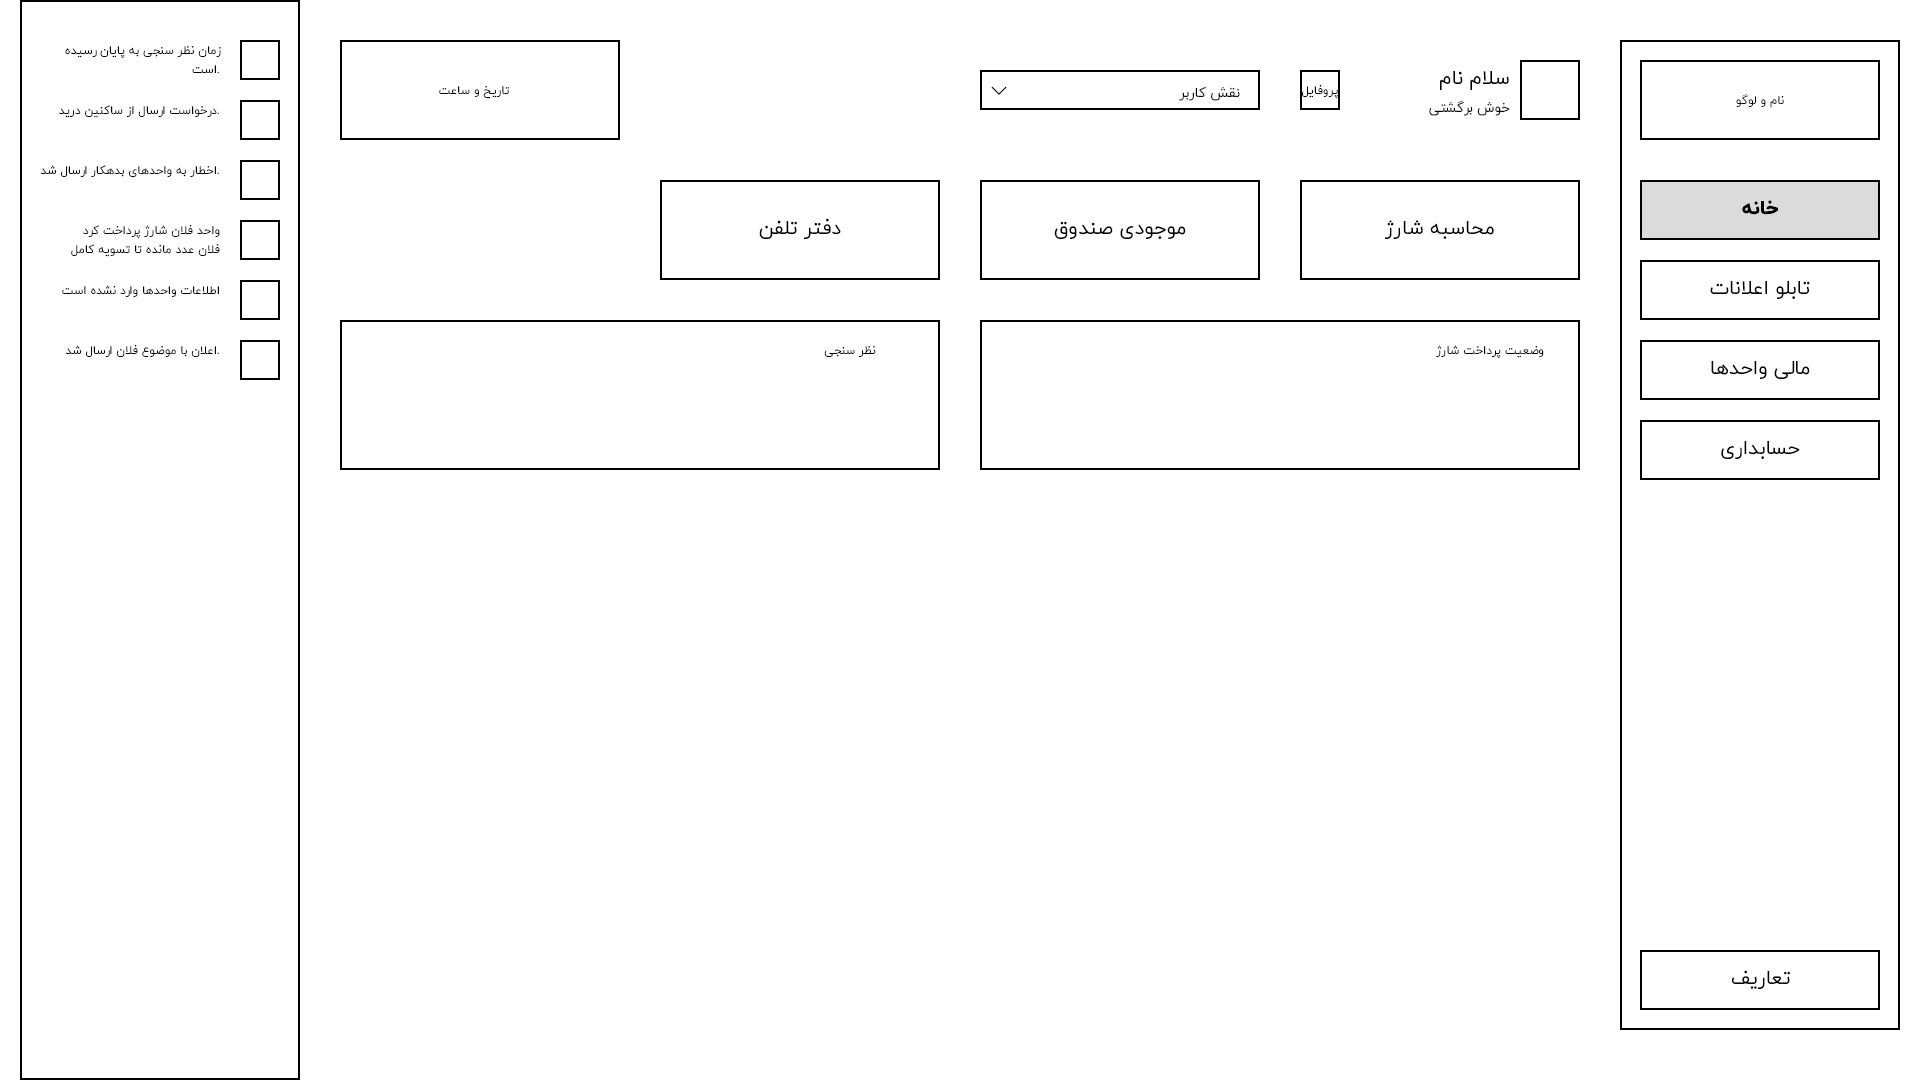 نام و لوگو
خانه
تابلو اعلانات
مالی واحدها
حسابداری
تعاریف
سلام نام
خوش برگشتی
پروفایل
نقش کاربر
تاریخ و ساعت
محاسبه شارژ
موجودی صندوق
دفتر تلفن
وضعیت پرداخت شارژ
نظر سنجی
زمان نظر سنجی به پایان رسیده
است.
درخواست ارسال از ساکنین درید.
اخطار به واحدهای بدهکار ارسال شد.
واحد فلان شارژ پرداخت کرد
فلان عدد مانده تا تسویه کامل
اطلاعات واحدها وارد نشده است
اعلان با موضوع فلان ارسال شد.